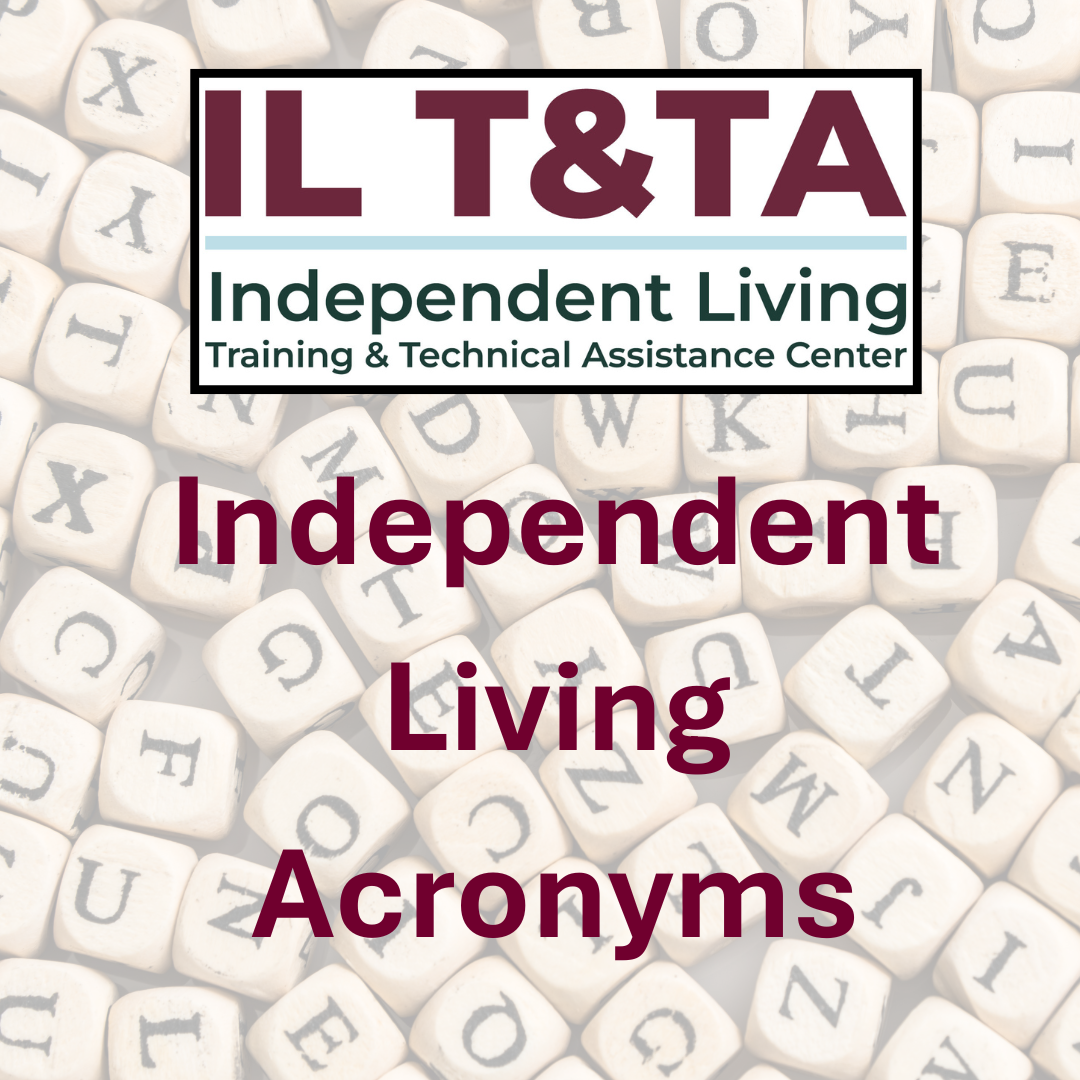 IL T&TA
Independent Living
Training & Technical Assistance Center
Independent
Living
Acronyms